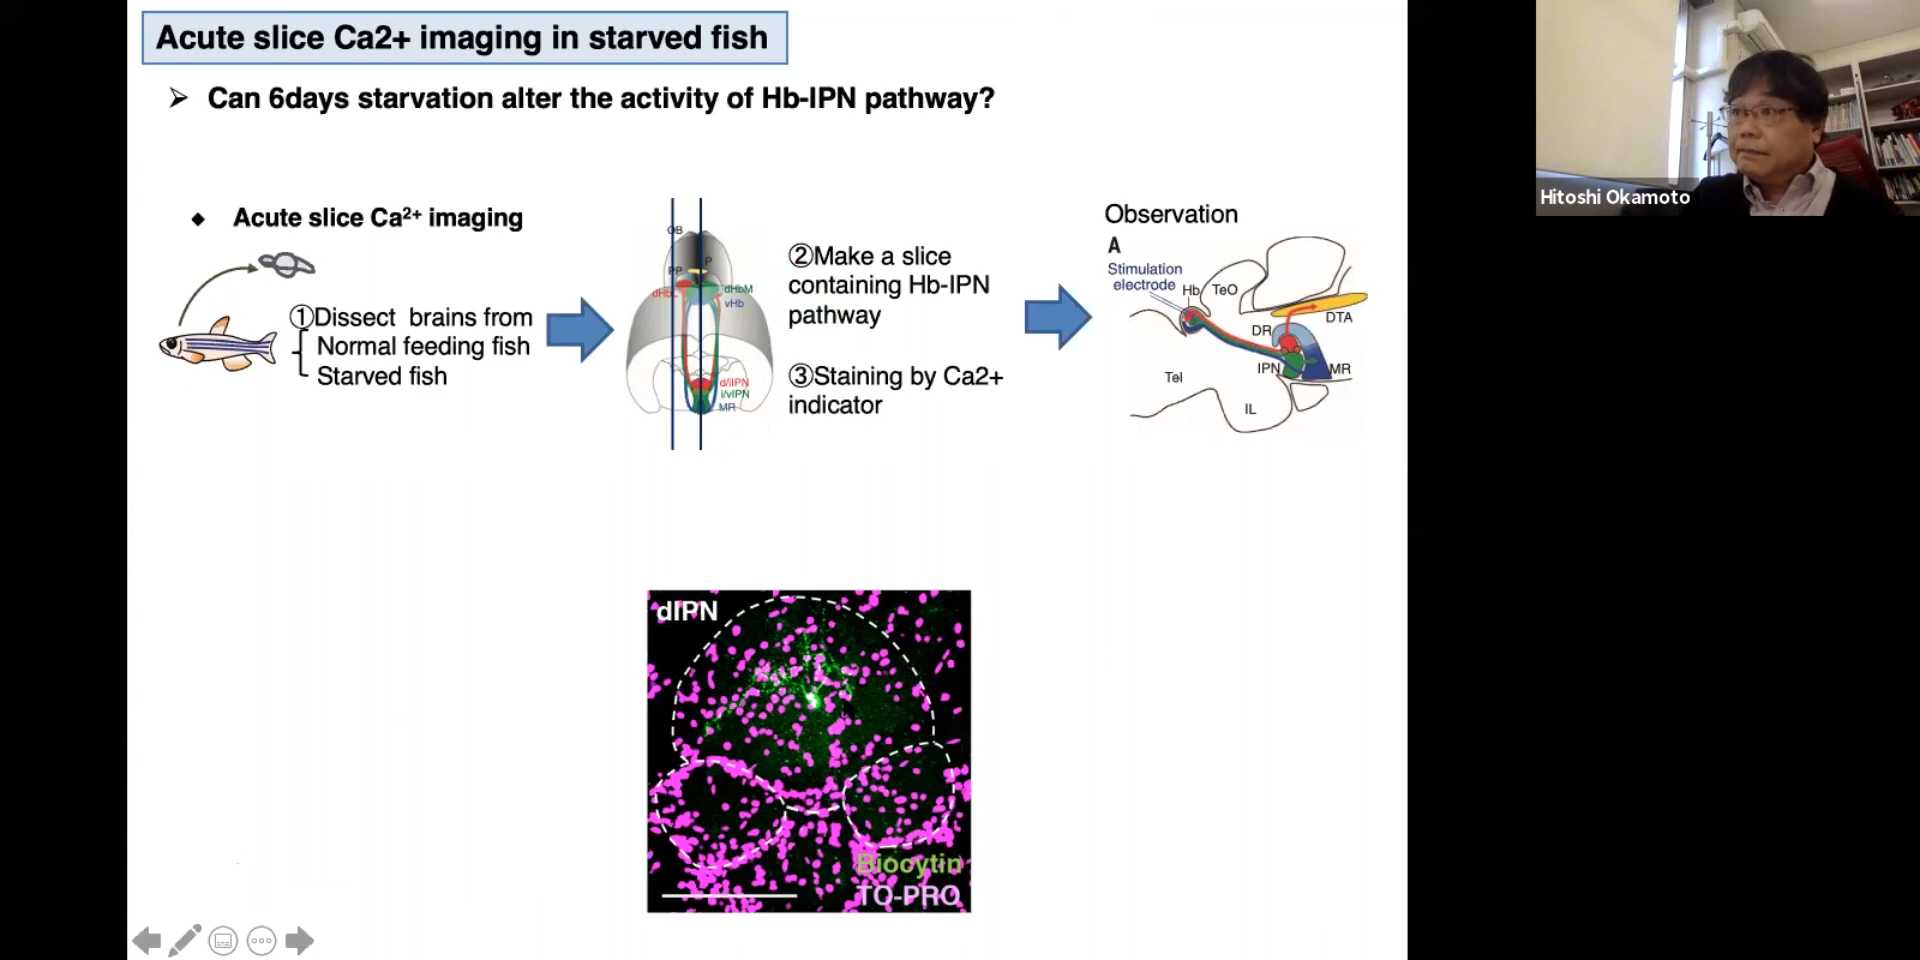 Acute slice Ca2+ imaging in starved fish
➢ Can 6days starvation alter the activity of Hb-IPN pathway?
◆ Acute slice Ca²⁺ imaging
①Dissect brains from
Normal feeding fish
Starved fish
OB
P
PP
dHbL
dHbM
vHb
d/iIPN
i/vIPN
MR
②Make a slice
containing Hb-IPN
pathway
③Staining by Ca2+
indicator
Observation
A
Stimulation
electrode
Hb
TeO
DTA
DR
IPN
MR
Tel
IL
dIPN
Biocytin
TO-PRO
Hitoshi Okamoto